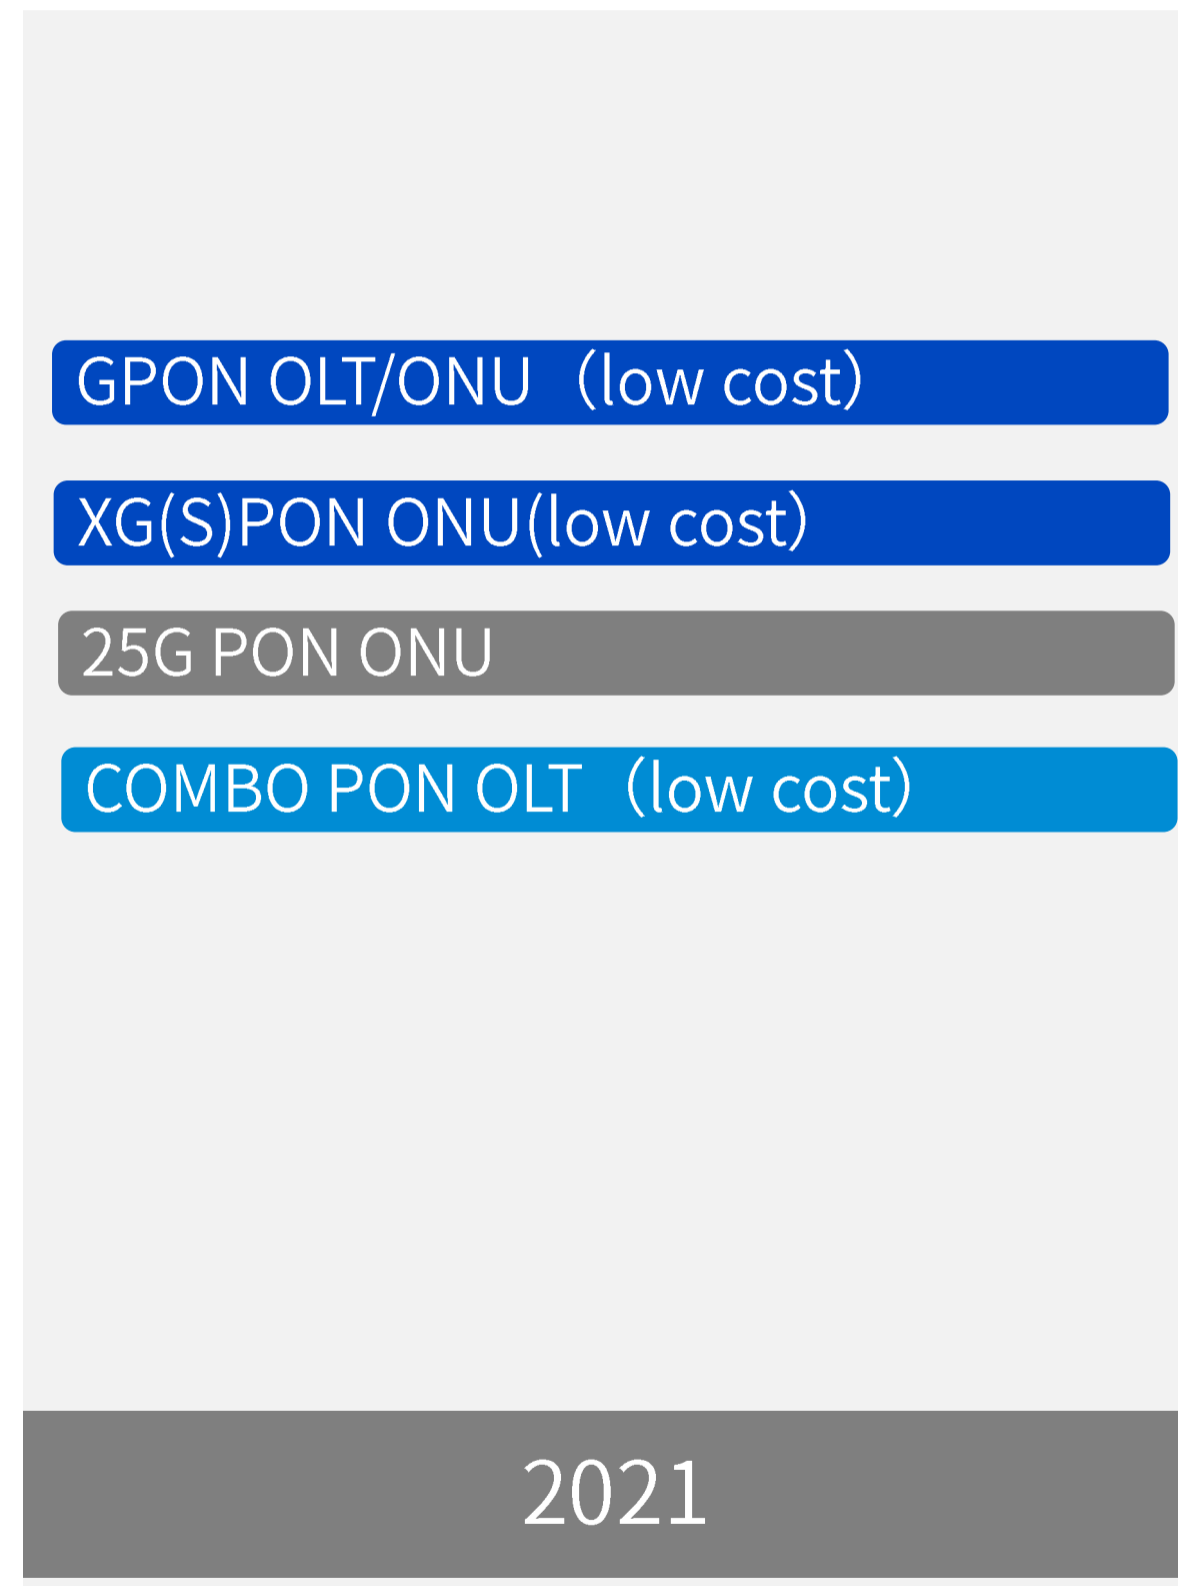 GPON OLT/ONU（low cost）
XG(S)PON ONU(low cost）
25G PON ONU
COMBO PON OLT（low cost）
2021